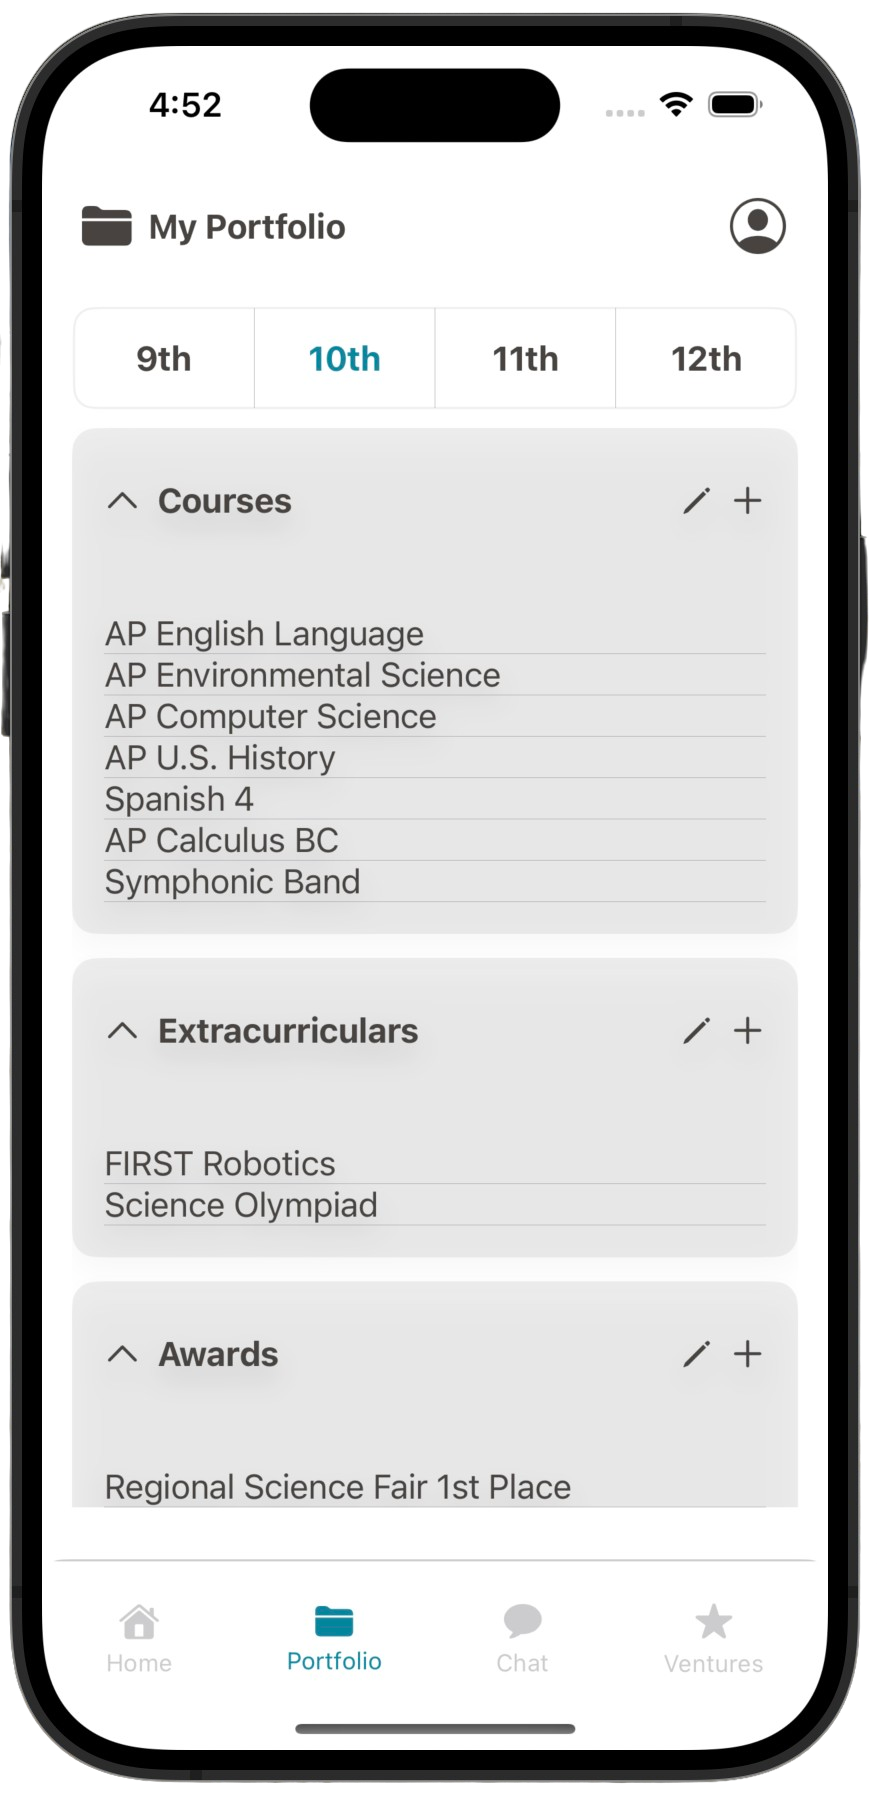 4:52
My Portfolio
9th 10th 11th 12th
Courses
AP English Language
AP Environmental Science
AP Computer Science
AP U.S. History
Spanish 4
AP Calculus BC
Symphonic Band
Extracurriculars
FIRST Robotics
Science Olympiad
Awards
Regional Science Fair 1st Place
Home Portfolio Chat Ventures